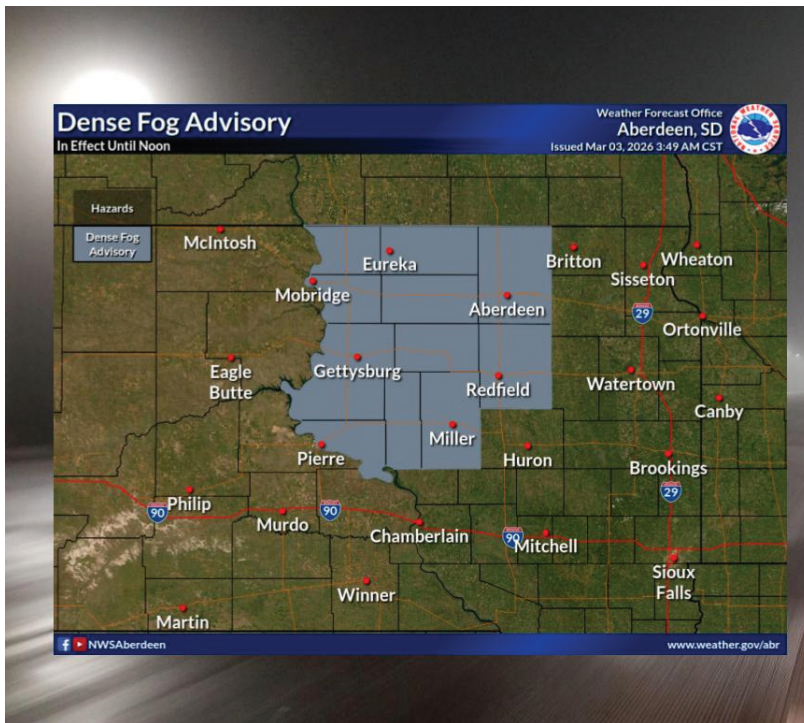 Dense Fog Advisory
In Effect Until Noon
Weather Forecast Office
Aberdeen, SD
Issued Mar 03, 2026 3:49 AM CST
NATIONAL WEATHER SERVICE
Hazards
Dense Fog
Advisory
McIntosh
Eureka
Britton
Wheaton
Sisseton
Mobridge
Aberdeen
29
Ortonville
Eagle
Butte
Gettysburg
Redfield
Watertown
Canby
Miller
Pierre
Huron
Brookings
Philip
90
Murdo
90
Chamberlain
90
Mitchell
29
Sioux
Falls
Winner
Martin
NWSAberdeen
www.weather.gov/abr